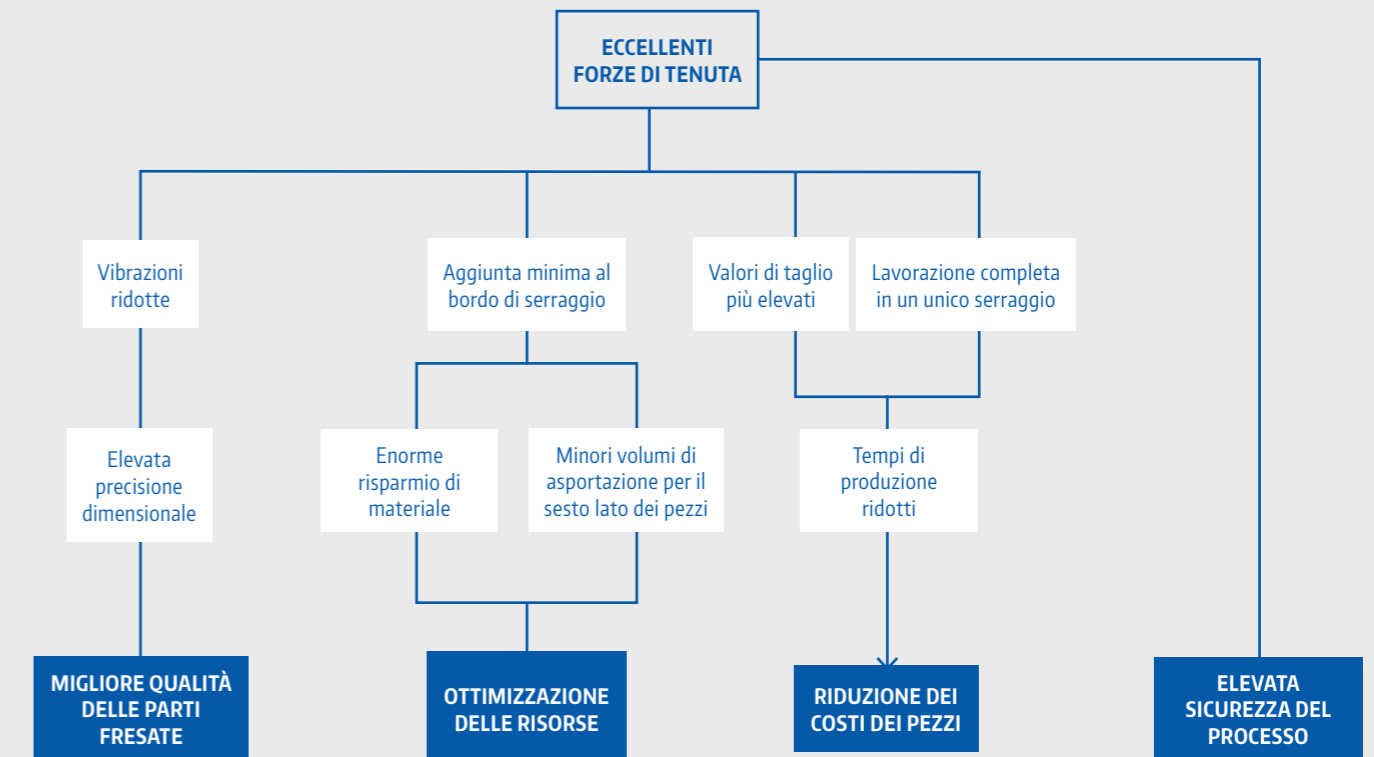 ECCELLENTI
FORZE DI TENUTA
Vibrazioni
ridotte
Aggiunta minima al
bordo di serraggio
Valori di taglio
più elevati
Lavorazione completa
in un unico serraggio
Elevata
precisione
dimensionale
Enorme
risparmio di
materiale
Minori volumi di
asportazione per il
sesto lato dei pezzi
Tempi di
produzione
ridotti
MIGLIORE QUALITÀ
DELLE PARTI
FRESATE
OTTIMIZZAZIONE
DELLE RISORSE
RIDUZIONE DEI
COSTI DEI PEZZI
ELEVATA
SICUREZZA DEL
PROCESSO